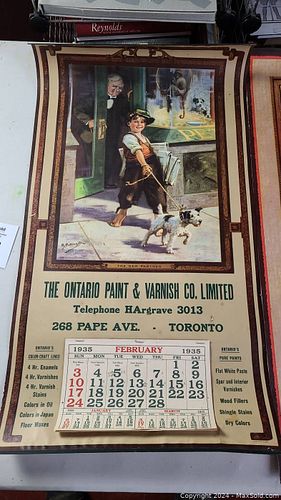 Reynolds
THE NEW PARTNER
THE ONTARIO PAINT & VARNISH CO. LIMITED
Telephone HArgrave 3013
268 PAPE AVE. TORONTO
ONTARIO'S
COLOR CRAFT LINES
4 Hr. Enamels
4 Hr. Varnishes
4 Hr. Varnish
Stains
Colors in Oil
Colors in Japan
Floor Waxes
1935 FEBRUARY 1935
SUN MON TUE WED THU FRI SAT
1 2
3 4 5 6 7 8 9
10 11 12 13 14 15 16
17 18 19 20 21 22 23
24 25 26 27 28
JANUARY MARCH
ONTARIO'S
PURE PAINTS
Flat White Paste
Spar and Interior
Varnishes
Wood Fillers
Shingle Stains
Dry Colors
Copyright © 2024 - MaxSold.com